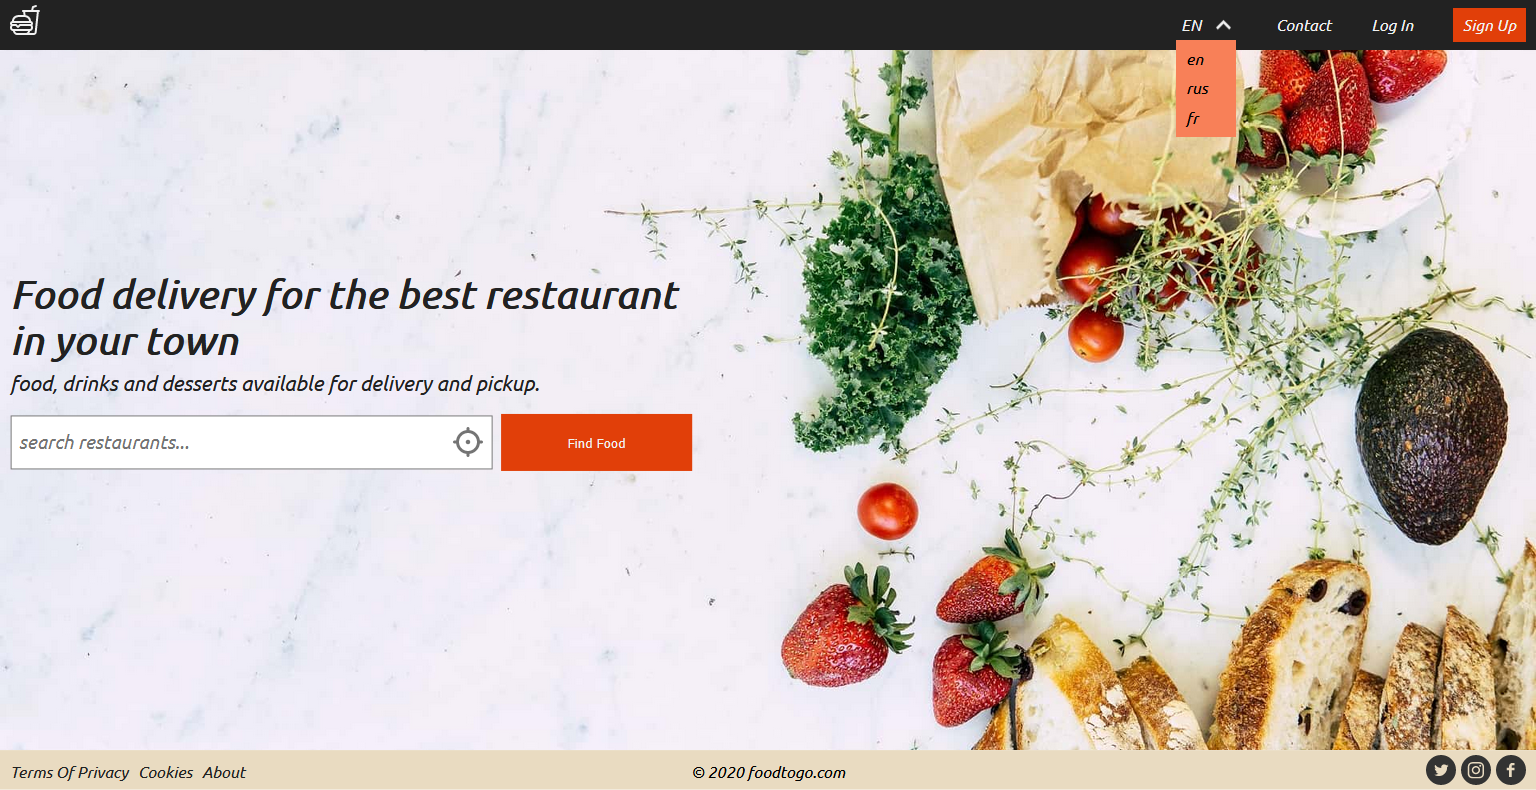 EN
Contact
Log In
Sign Up
en
rus
fr
Food delivery for the best restaurant
in your town
food, drinks and desserts available for delivery and pickup.
search restaurants...
Find Food
Terms Of Privacy
Cookies
About
© 2020 foodtogo.com